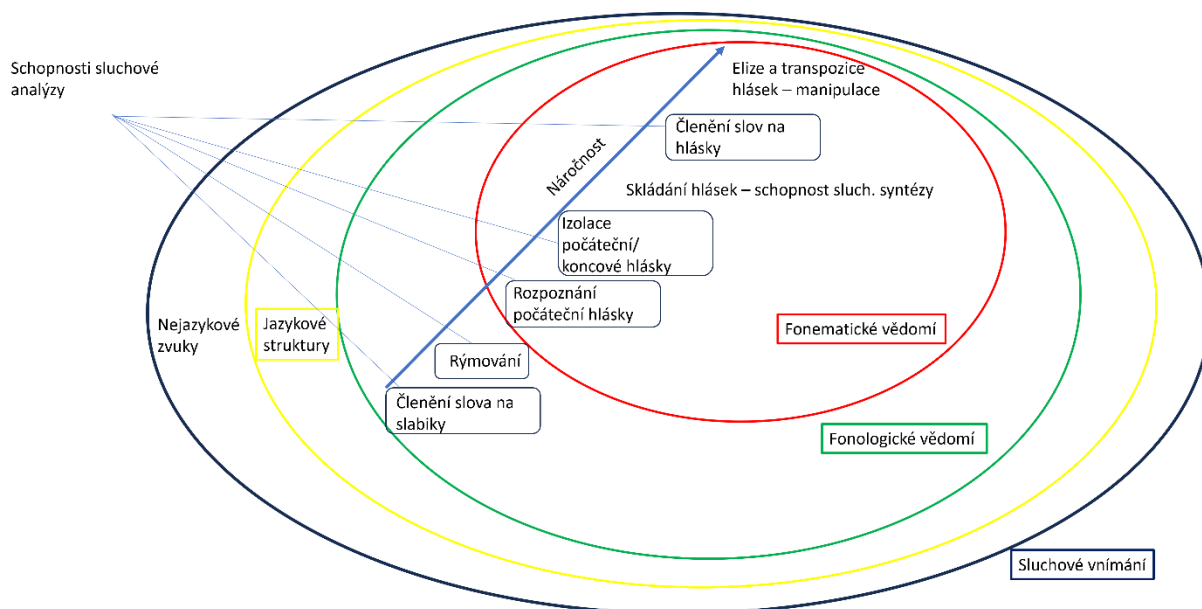 Schopnosti sluchové
analýzy
Elize a transpozice
hlásek – manipulace
Členění slov na
hlásky
Náročnost
Skládání hlásek – schopnost sluch. syntézy
Izolace
počáteční/
koncové hlásky
Rozpoznání
počáteční hlásky
Nejazykové
zvuky
Jazykové
struktury
Fonematické vědomí
Rýmování
Členění slova na
slabiky
Fonologické vědomí
Sluchové vnímání